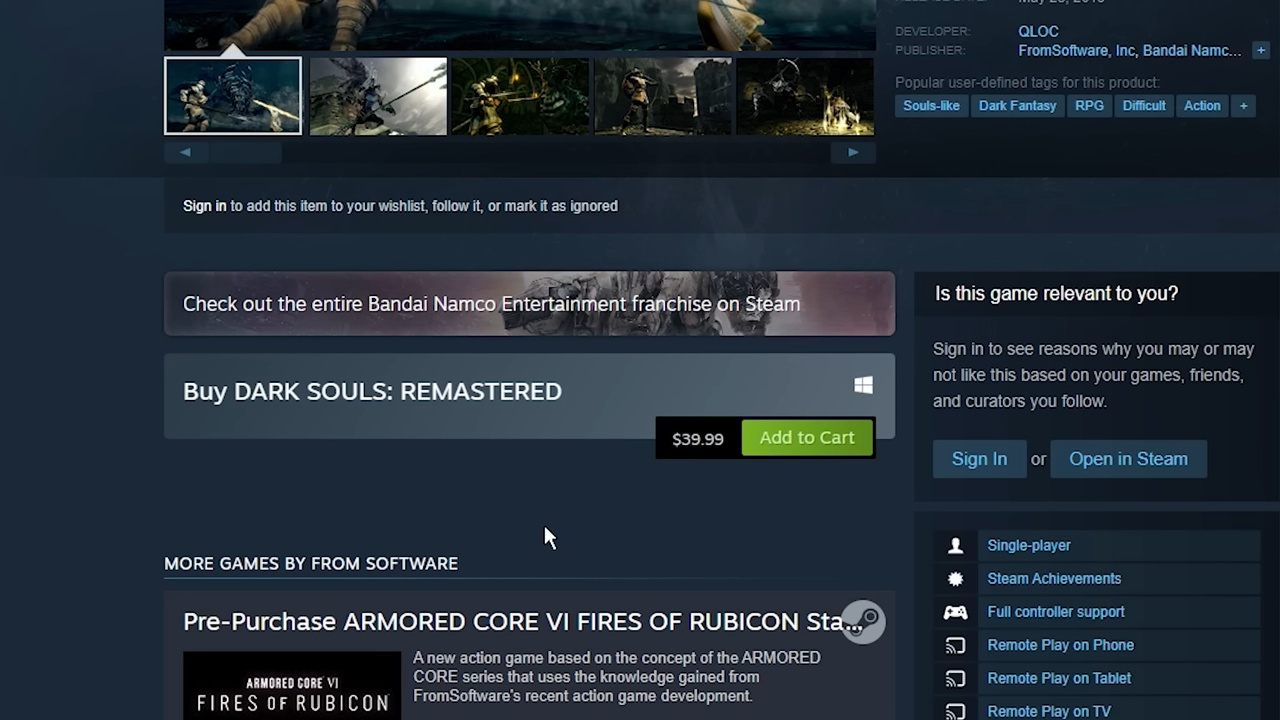 DEVELOPER: QLOC
PUBLISHER: FromSoftware, Inc, Bandai Namc... +
Popular user-defined tags for this product:
Souls-like Dark Fantasy RPG Difficult Action +
Sign in to add this item to your wishlist, follow it, or mark it as ignored
Check out the entire Bandai Namco Entertainment franchise on Steam
Buy DARK SOULS: REMASTERED
$39.99 Add to Cart
MORE GAMES BY FROM SOFTWARE
Pre-Purchase ARMORED CORE VI FIRES OF RUBICON Sta...
A new action game based on the concept of the ARMORED
CORE series that uses the knowledge gained from
FromSoftware's recent action game development.
ARMORED CORE VI
FIRES OF RUBICON
Is this game relevant to you?
Sign in to see reasons why you may or may
not like this based on your games, friends,
and curators you follow.
Sign In or Open in Steam
Single-player
Steam Achievements
Full controller support
Remote Play on Phone
Remote Play on Tablet
Remote Play on TV